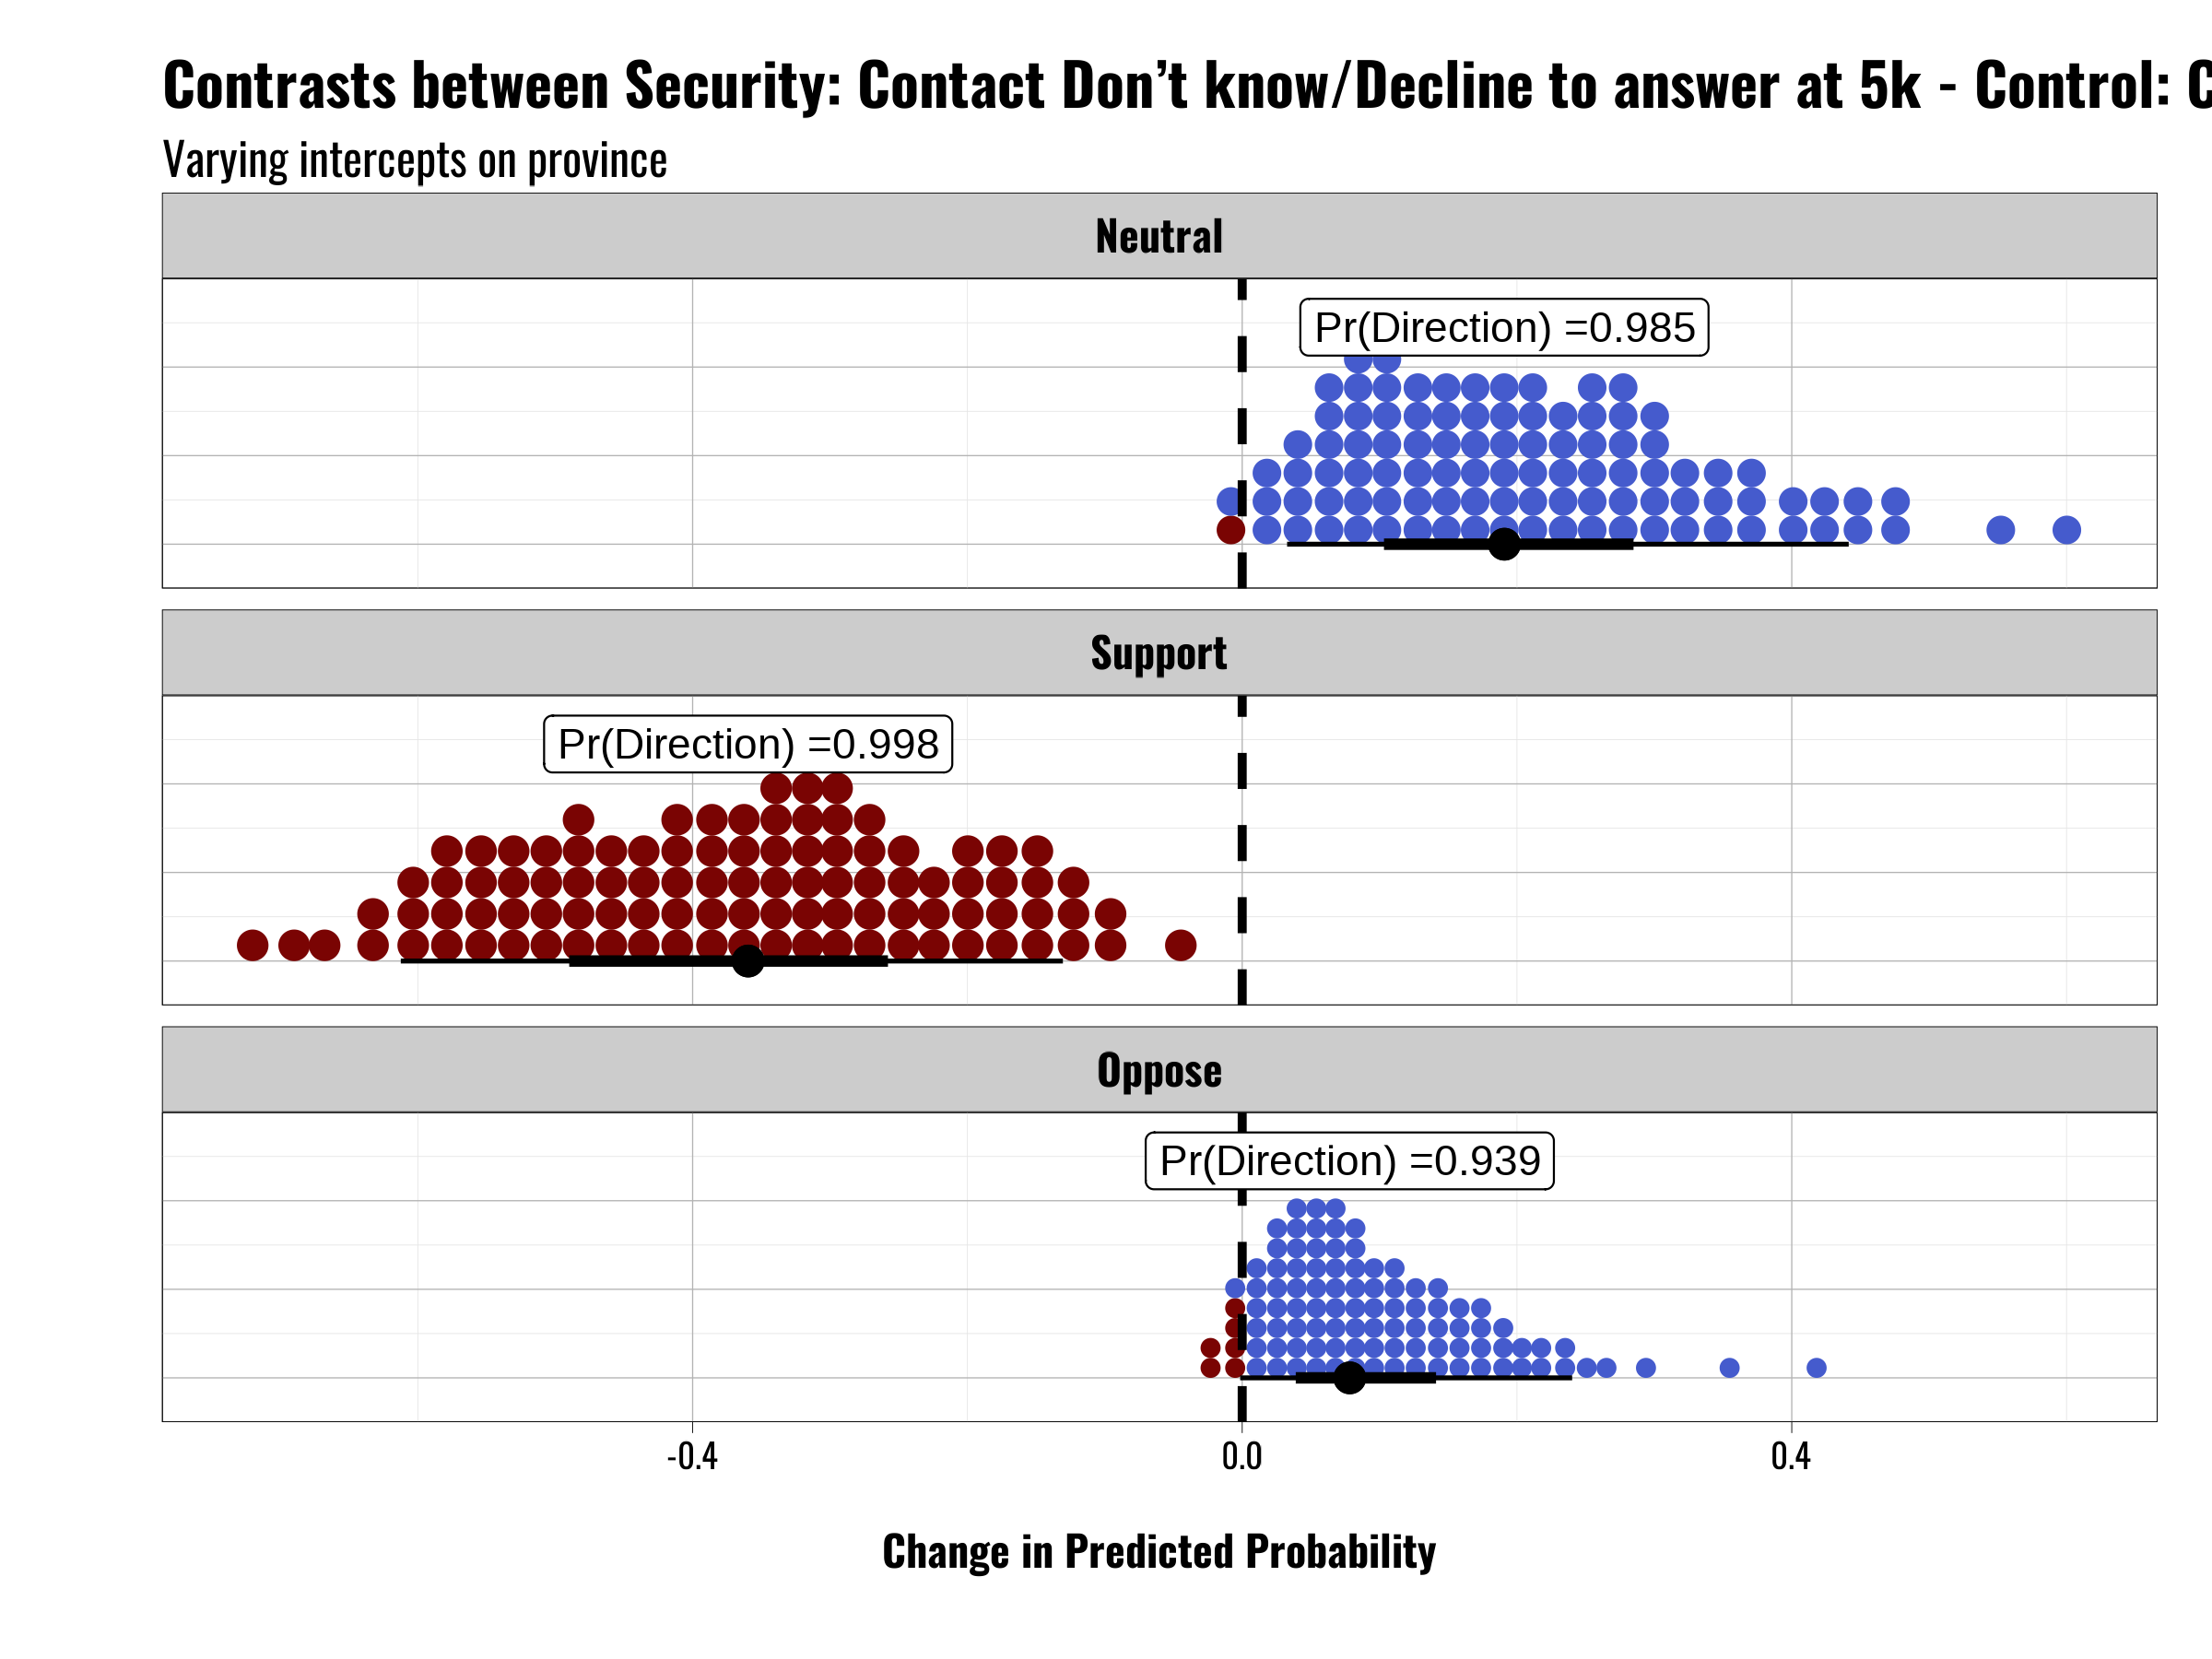 Contrasts between Security: Contact Don’t know/Decline to answer at 5k - Control: C
Varying intercepts on province
Neutral
Pr(Direction) =0.985
Support
Pr(Direction) =0.998
Oppose
Pr(Direction) =0.939
-0.4 0.0 0.4
Change in Predicted Probability